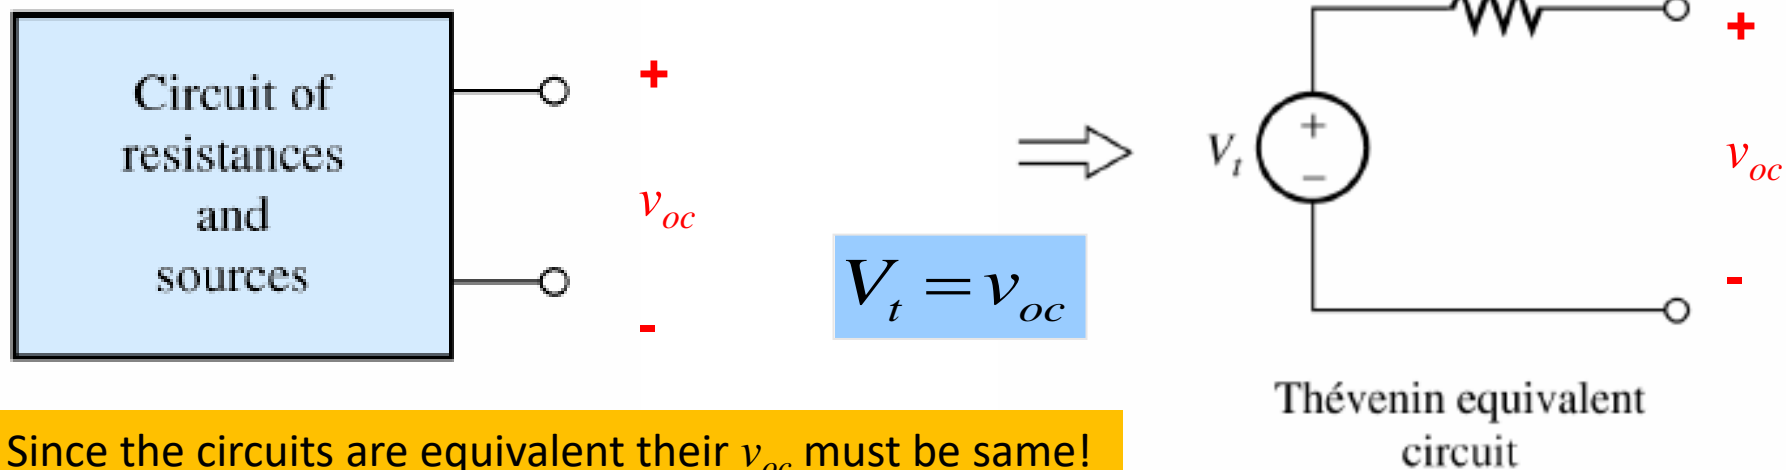 Circuit of
resistances
and
sources
+
v_oc
-
V_t = v_oc
V_t
+
−
+
v_oc
-
Thévenin equivalent
circuit
Since the circuits are equivalent their v_oc must be same!